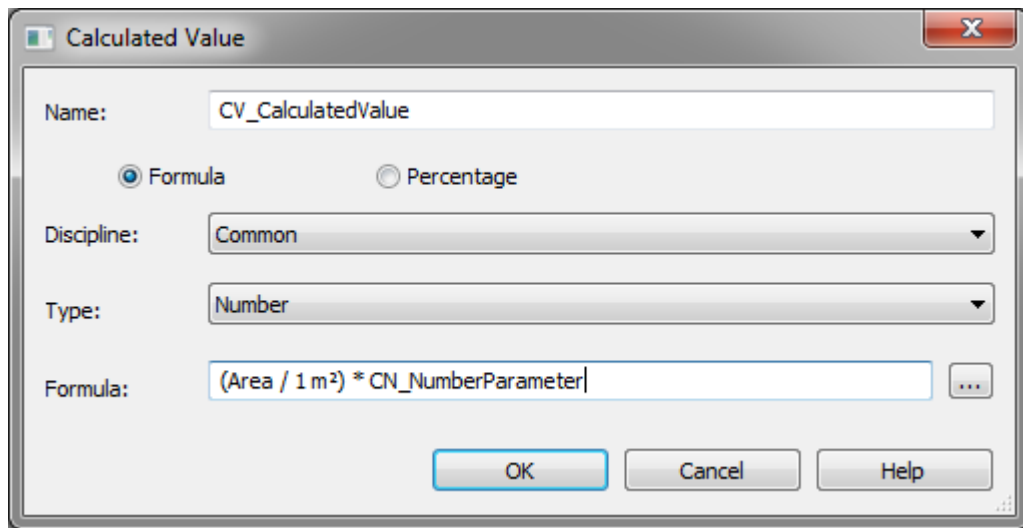 Calculated Value
Name: CV_CalculatedValue
Formula Percentage
Discipline: Common
Type: Number
Formula: (Area / 1 m²) * CN_NumberParameter ...
OK Cancel Help